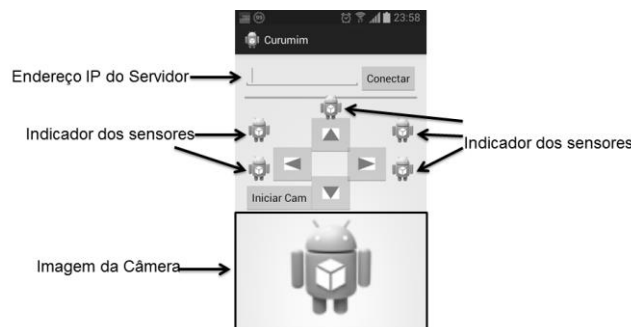 23:58
Curumim
Endereço IP do Servidor
Conectar
Indicador dos sensores
Indicador dos sensores
Iniciar Cam
Imagem da Câmera